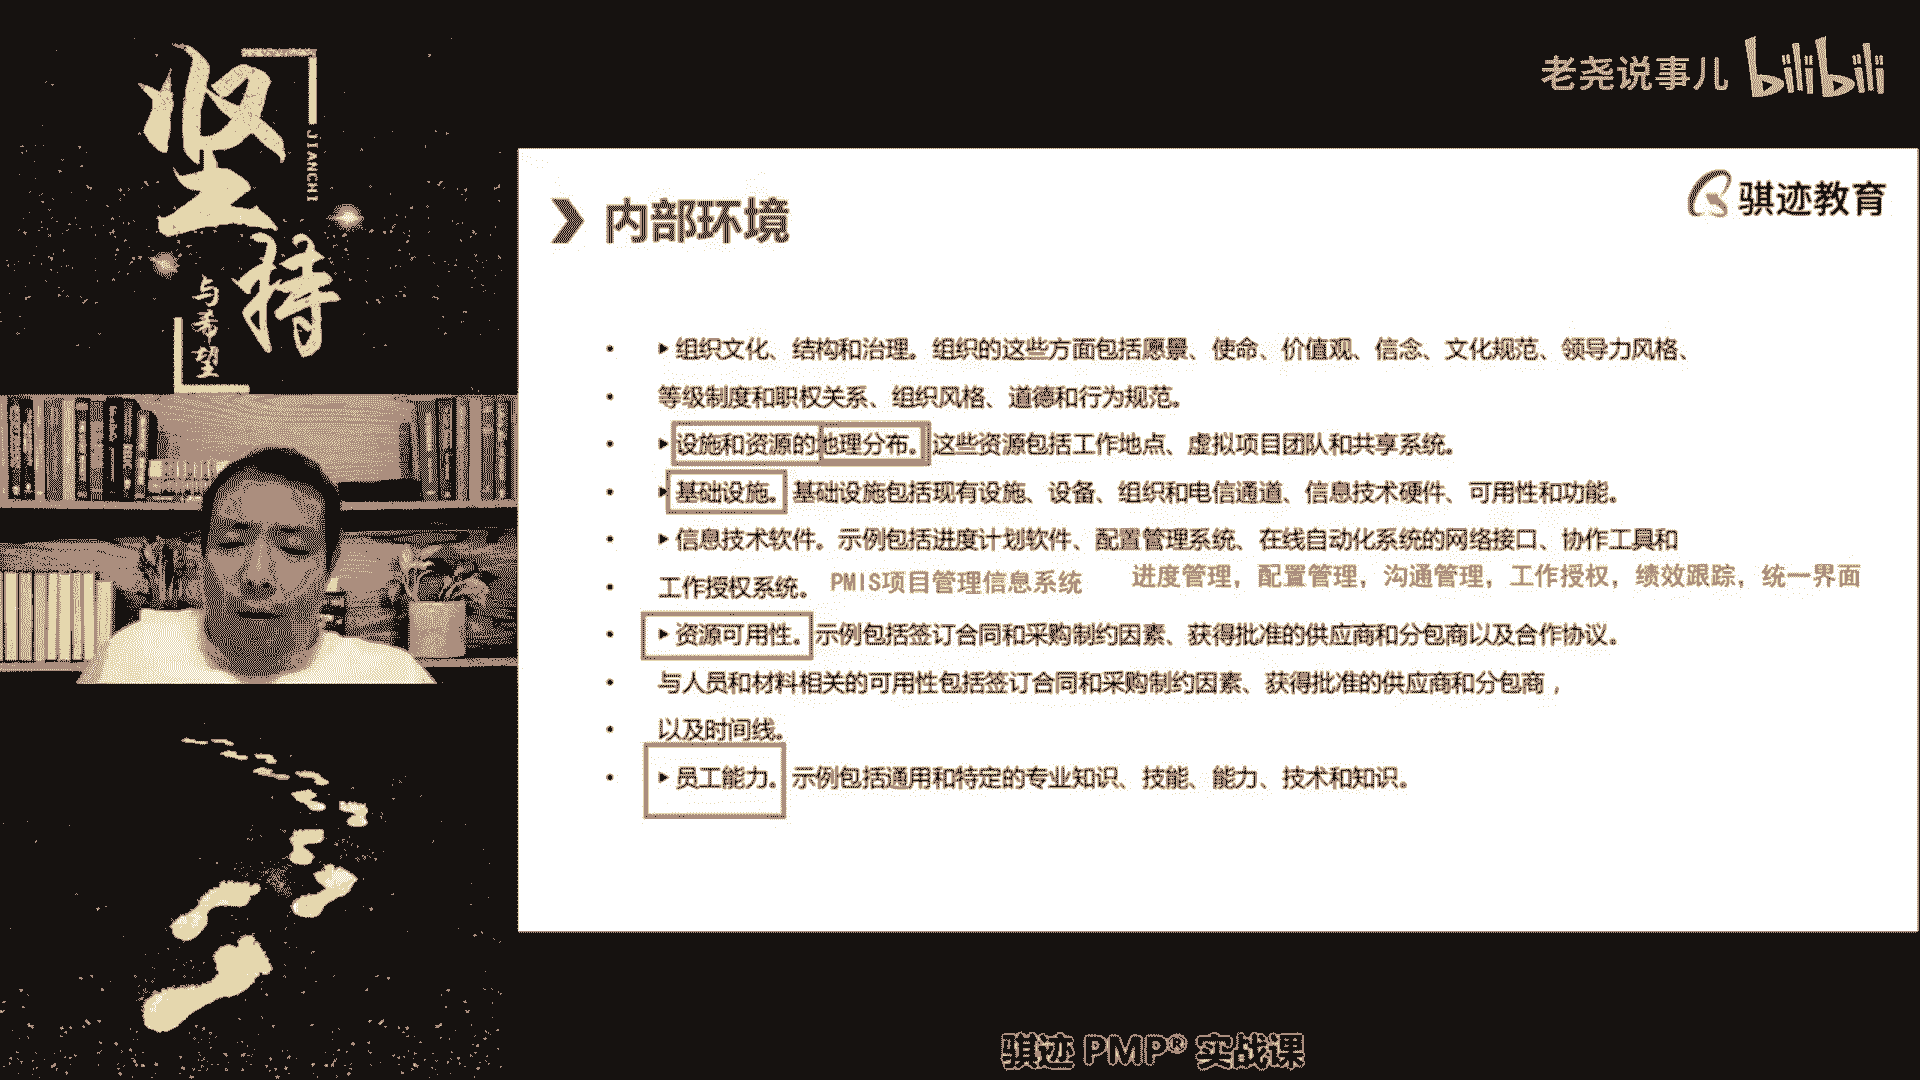 坚持
JIANCHI
与希望
老尧说事儿 bilibili
骐迹教育
内部环境
组织文化、结构和治理。组织的这些方面包括愿景、使命、价值观、信念、文化规范、领导力风格、
等级制度和职权关系、组织风格、道德和行为规范。
设施和资源的地理分布。这些资源包括工作地点、虚拟项目团队和共享系统。
基础设施。基础设施包括现有设施、设备、组织和电信通道、信息技术硬件、可用性和功能。
信息技术软件。示例包括进度计划软件、配置管理系统、在线自动化系统的网络接口、协作工具和
工作授权系统。 PMIS项目管理信息系统 进度管理，配置管理，沟通管理，工作授权，绩效跟踪，统一界面
资源可用性。示例包括签订合同和采购制约因素、获得批准的供应商和分包商以及合作协议。
与人员和材料相关的可用性包括签订合同和采购制约因素、获得批准的供应商和分包商，
以及时间线。
员工能力。示例包括通用和特定的专业知识、技能、能力、技术和知识。
骐迹 PMP® 实战课